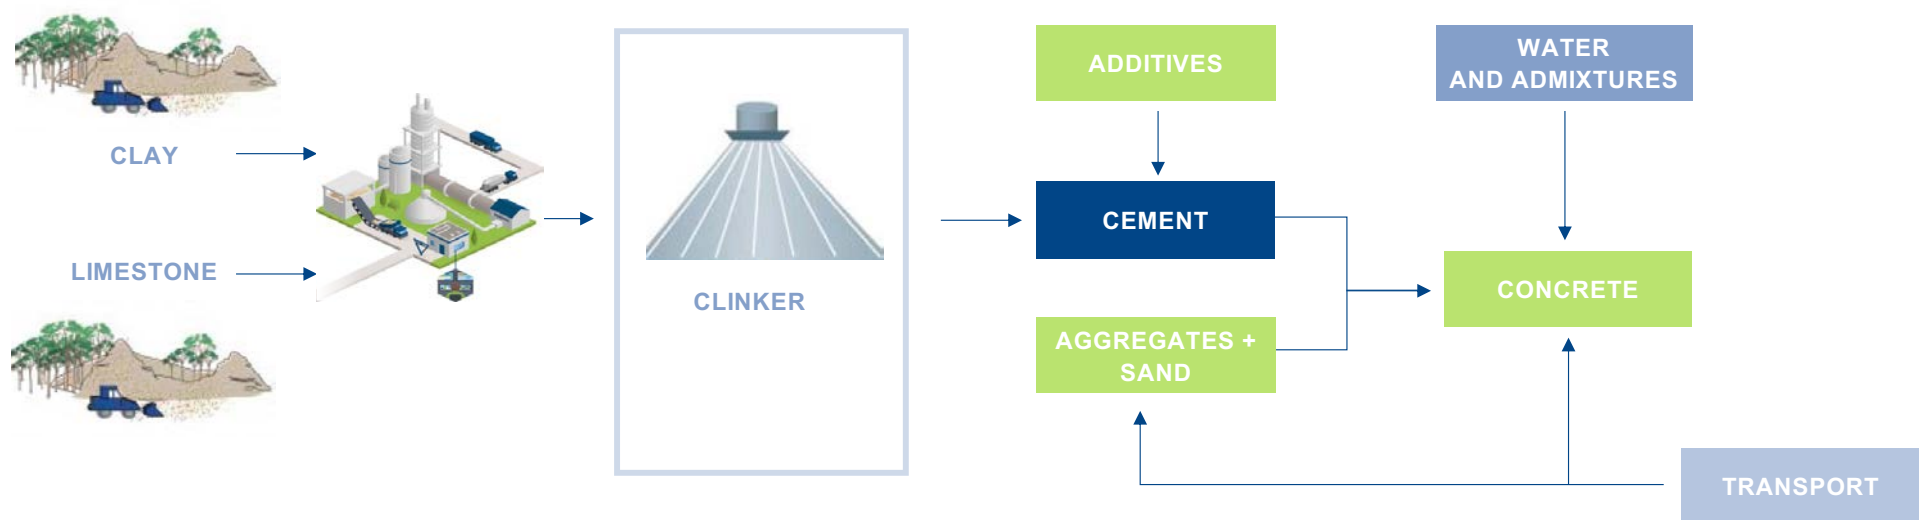 CLAY
LIMESTONE
CLINKER
ADDITIVES
CEMENT
AGGREGATES +
SAND
WATER
AND ADMIXTURES
CONCRETE
TRANSPORT